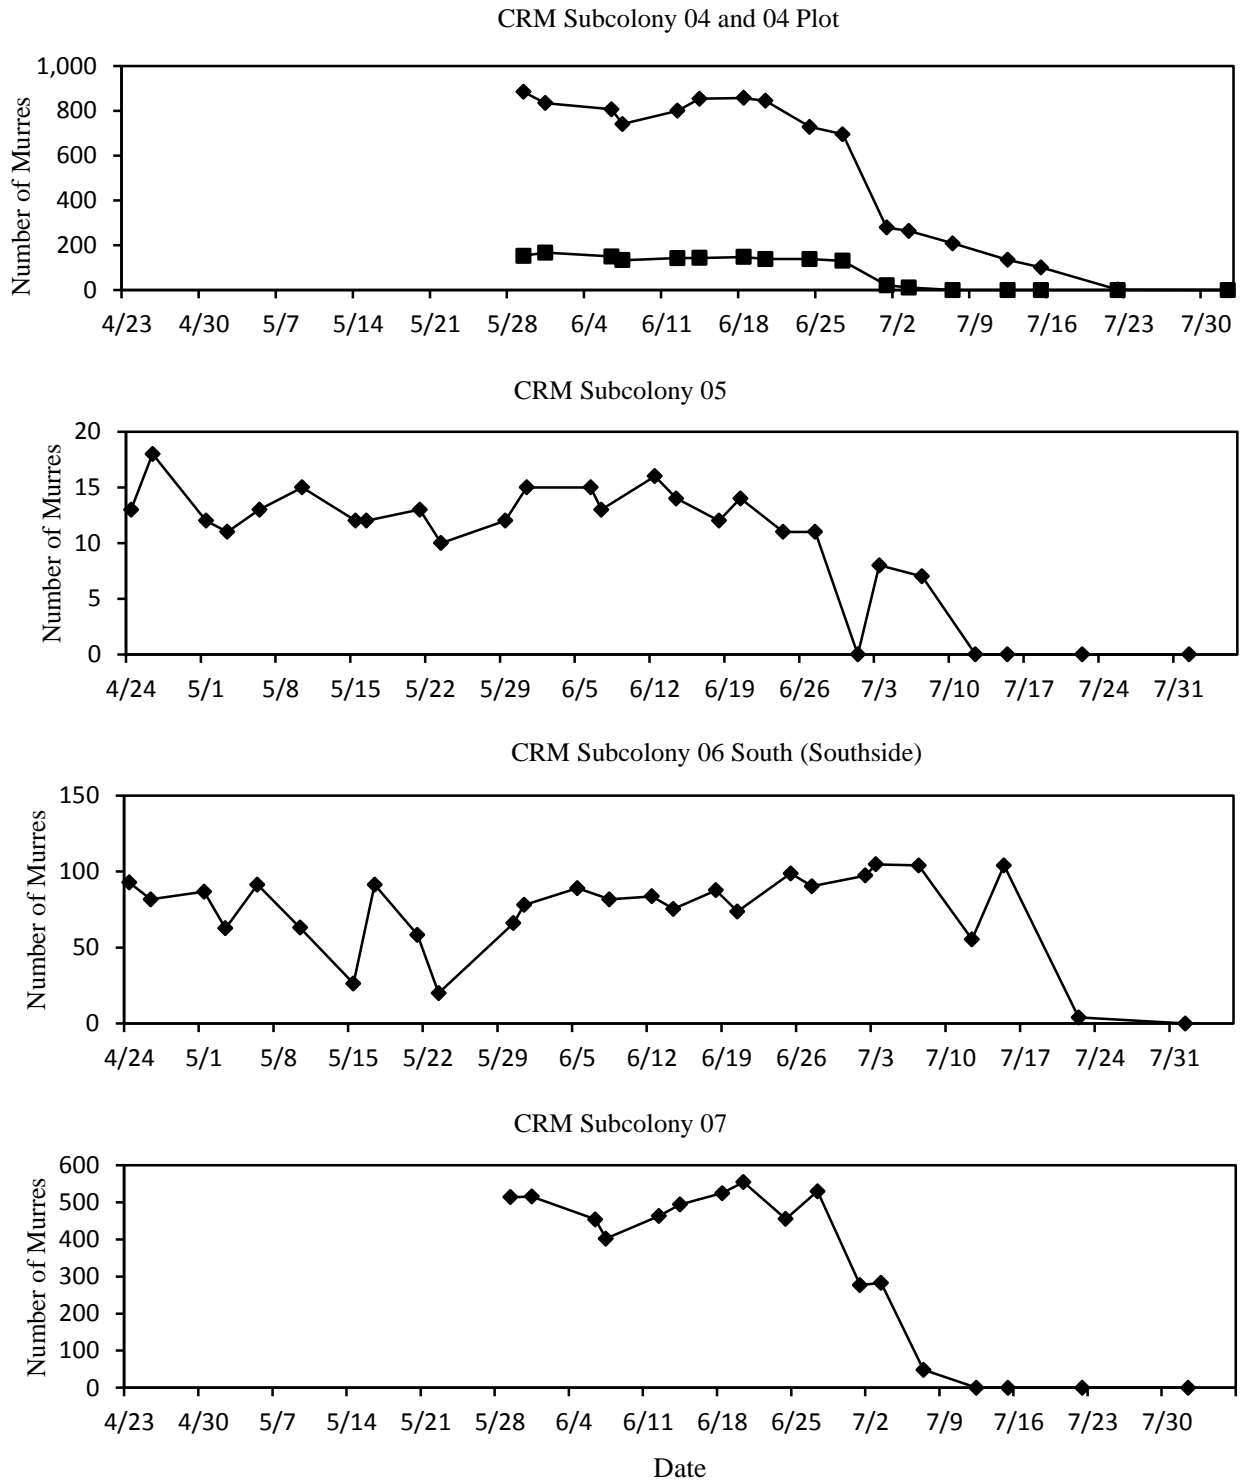 CRM Subcolony 04 and 04 Plot
Number of Murres
1,000
800
600
400
200
0
4/23 4/30 5/7 5/14 5/21 5/28 6/4 6/11 6/18 6/25 7/2 7/9 7/16 7/23 7/30
CRM Subcolony 05
Number of Murres
20
15
10
5
0
4/24 5/1 5/8 5/15 5/22 5/29 6/5 6/12 6/19 6/26 7/3 7/10 7/17 7/24 7/31
CRM Subcolony 06 South (Southside)
Number of Murres
150
100
50
0
4/24 5/1 5/8 5/15 5/22 5/29 6/5 6/12 6/19 6/26 7/3 7/10 7/17 7/24 7/31
CRM Subcolony 07
Number of Murres
600
500
400
300
200
100
0
4/23 4/30 5/7 5/14 5/21 5/28 6/4 6/11 6/18 6/25 7/2 7/9 7/16 7/23 7/30
Date